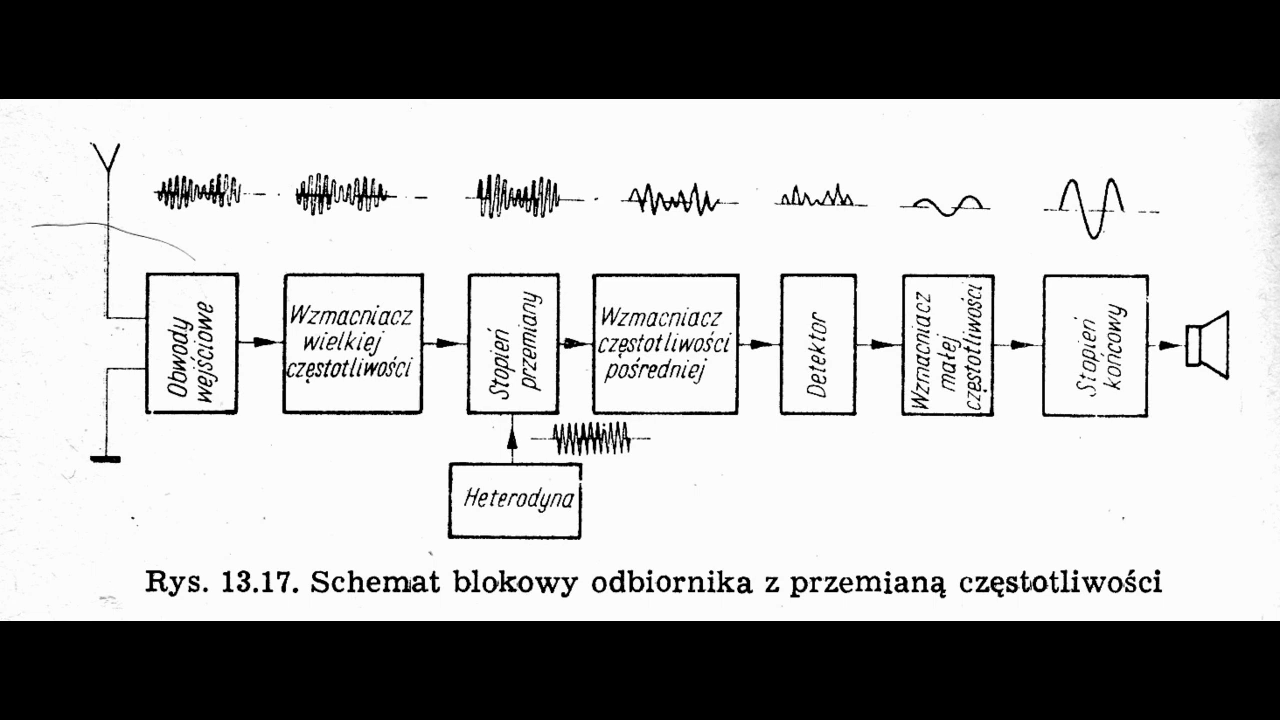 Obwody
wejściowe
Wzmacniacz
wielkiej
częstotliwości
Stopień
przemiany
Wzmacniacz
częstotliwości
pośredniej
Detektor
Wzmacniacz
małej
częstotliwości
Stopień
końcowy
Heterodyna
Rys. 13.17. Schemat blokowy odbiornika z przemianą częstotliwości